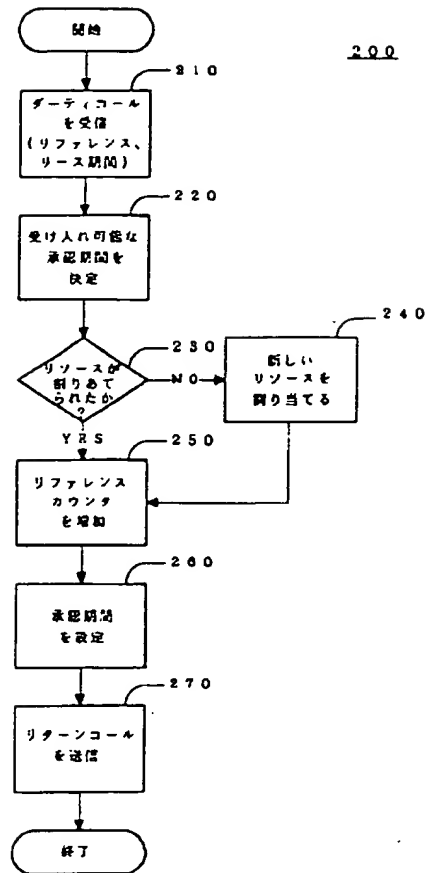 開始
200
210
ダーティコール
を受信
(リファレンス、
リース期間)
220
受け入れ可能な
承認期間を
決定
230
リソースが
割りあて
られたか
?
NO
240
新しい
リソースを
割り当てる
YES
250
リファレンス
カウンタ
を増加
260
承認期間
を設定
270
リターンコール
を送信
終了